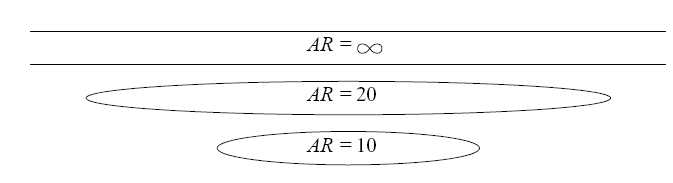 AR = ∞
AR = 20
AR = 10